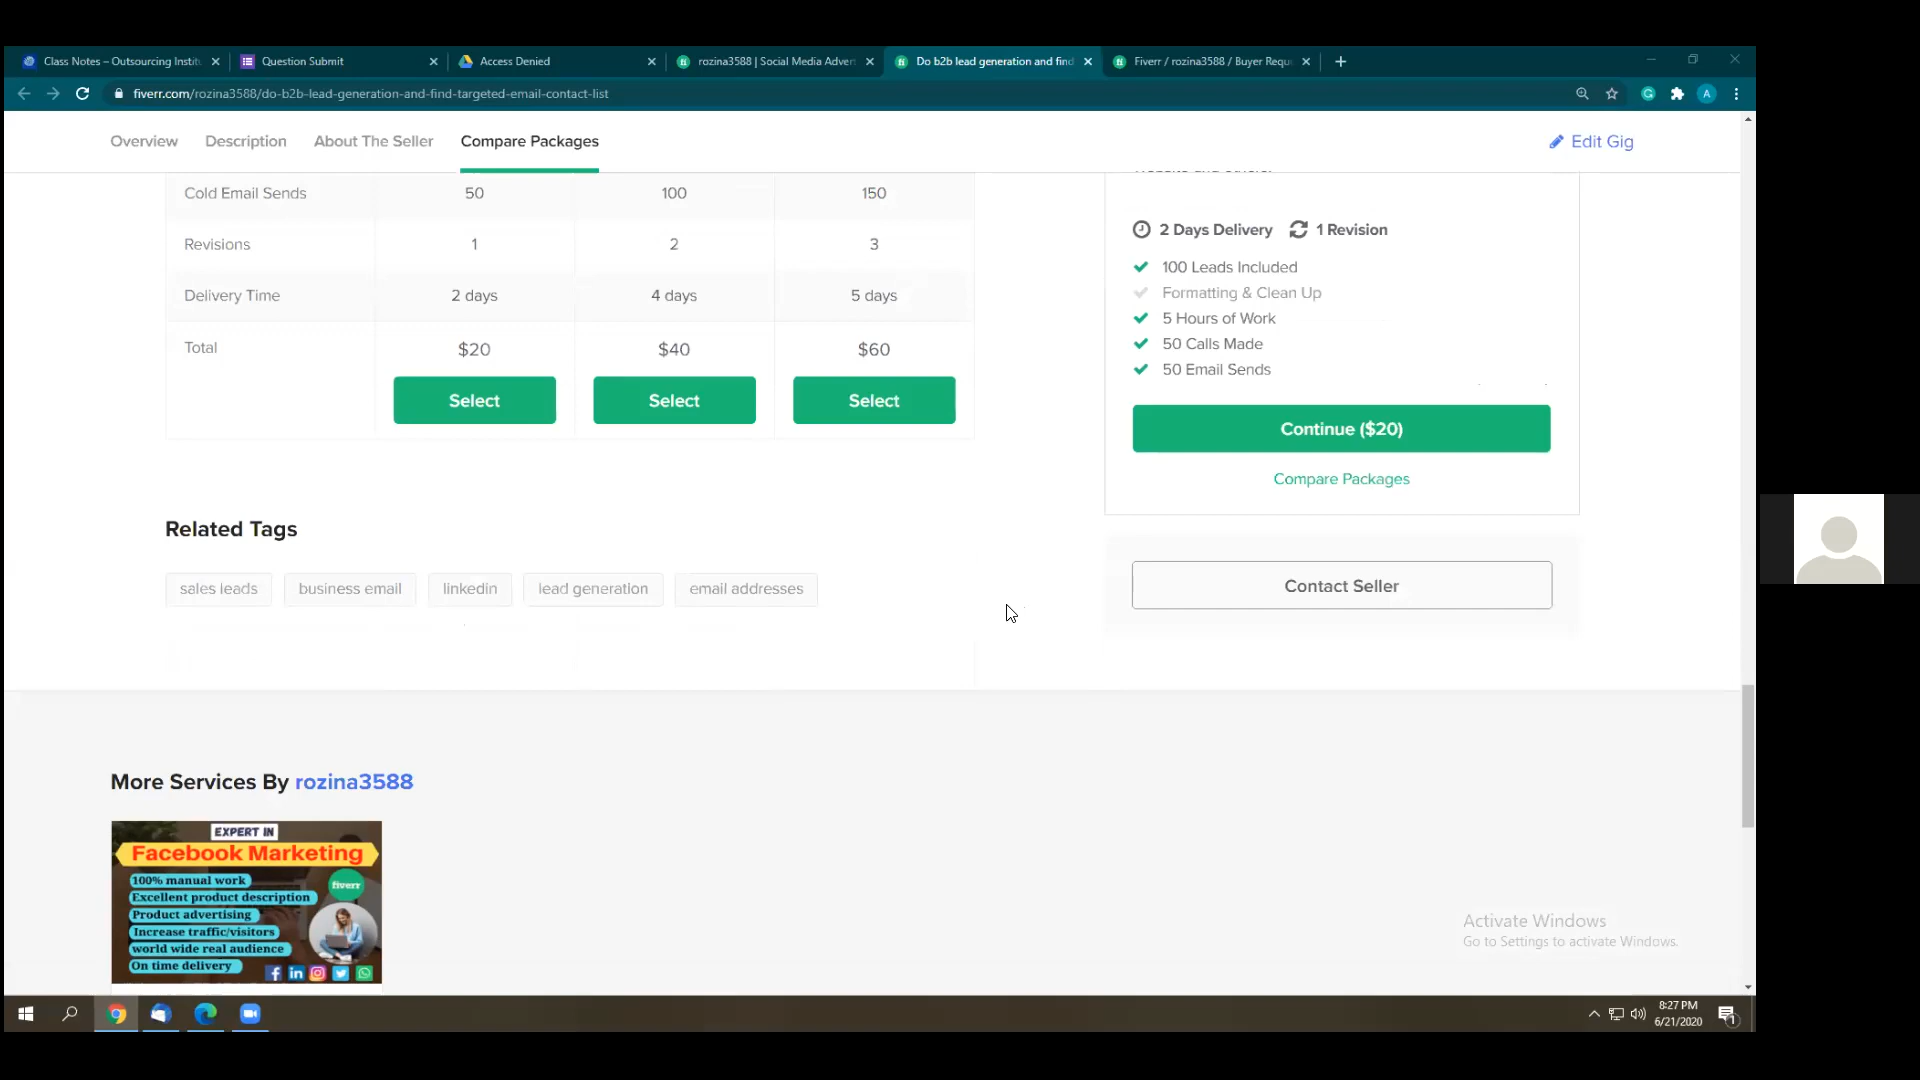 Class Notes – Outsourcing Instit
Question Submit
Access Denied
rozina3588 | Social Media Advert
Do b2b lead generation and find
Fiverr / rozina3588 / Buyer Requ
fiverr.com/rozina3588/do-b2b-lead-generation-and-find-targeted-email-contact-list
A
Overview
Description
About The Seller
Compare Packages
Edit Gig
Cold Email Sends 50 100 150
Revisions 1 2 3
Delivery Time 2 days 4 days 5 days
Total $20 $40 $60
Select Select Select
2 Days Delivery 1 Revision
100 Leads Included
Formatting & Clean Up
5 Hours of Work
50 Calls Made
50 Email Sends
Continue ($20)
Compare Packages
Contact Seller
Related Tags
sales leads
business email
linkedin
lead generation
email addresses
More Services By rozina3588
EXPERT IN
Facebook Marketing
100% manual work
fiverr
Excellent product description
Product advertising
Increase traffic/visitors
world wide real audience
On time delivery
Activate Windows
Go to Settings to activate Windows.
8:27 PM
6/21/2020
1